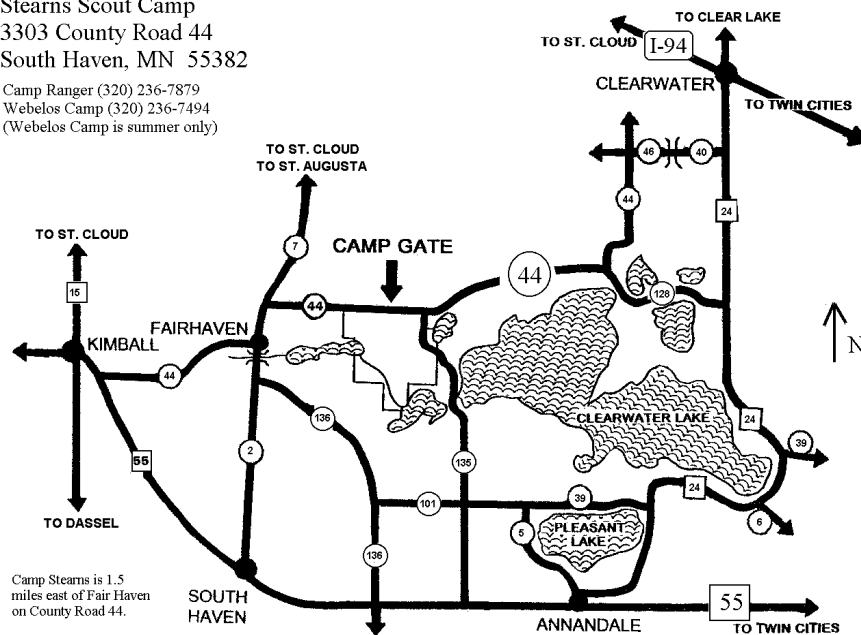 Stearns Scout Camp
3303 County Road 44
South Haven, MN  55382
Camp Ranger (320) 236-7879
Webelos Camp (320) 236-7494
(Webelos Camp is summer only)
TO CLEAR LAKE
TO ST. CLOUD
I-94
CLEARWATER
TO TWIN CITIES
TO ST. CLOUD
TO ST. AUGUSTA
46
40
44
24
TO ST. CLOUD
7
CAMP GATE
44
15
128
44
FAIRHAVEN
KIMBALL
N
44
136
CLEARWATER LAKE
24
39
55
2
135
24
101
39
6
TO DASSEL
5
PLEASANT
LAKE
136
Camp Stearns is 1.5
miles east of Fair Haven
on County Road 44.
SOUTH
HAVEN
ANNANDALE
55
TO TWIN CITIES